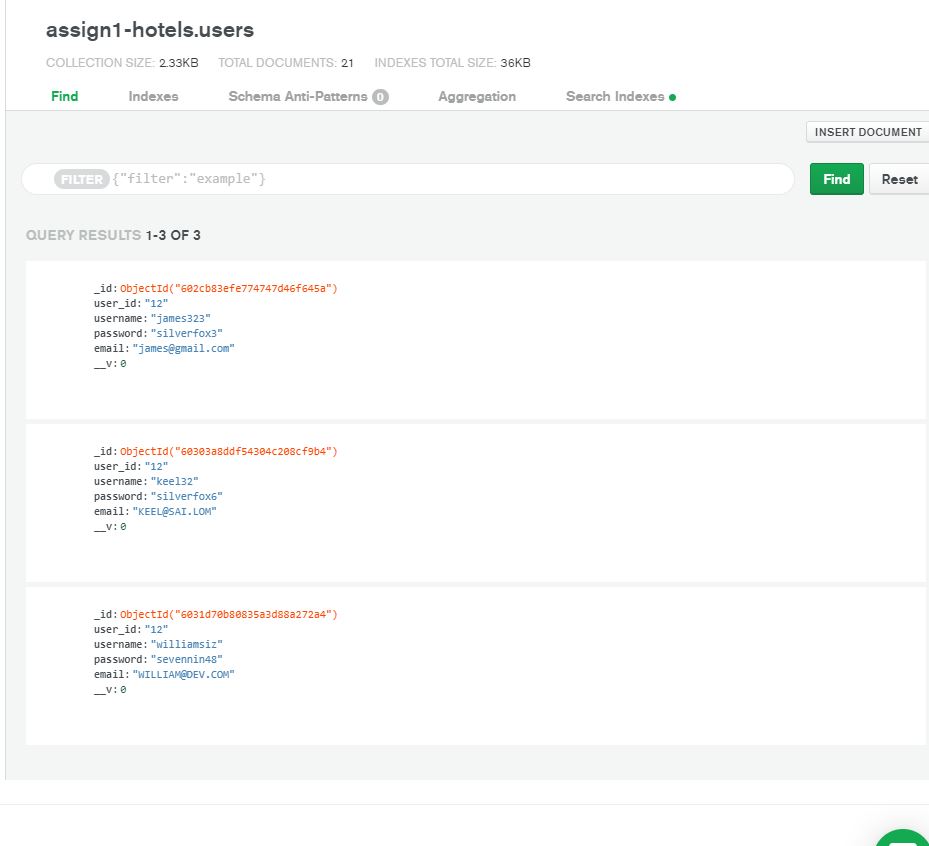 assign1-hotels.users
COLLECTION SIZE: 2.33KB TOTAL DOCUMENTS: 21 INDEXES TOTAL SIZE: 36KB
Find Indexes Schema Anti-Patterns 0 Aggregation Search Indexes
INSERT DOCUMENT
FILTER {"filter":"example"} Find Reset
QUERY RESULTS 1-3 OF 3
_id:ObjectId("602cb83efe774747d46f645a")
user_id:"12"
username:"james323"
password:"silverfox3"
email:"james@gmail.com"
__v:0
_id:ObjectId("60303a8ddf54304c208cf9b4")
user_id:"12"
username:"keel32"
password:"silverfox6"
email:"KEEL@SAI.LOM"
__v:0
_id:ObjectId("6031d70b80835a3d88a272a4")
user_id:"12"
username:"williamsiz"
password:"sevennin48"
email:"WILLIAM@DEV.COM"
__v:0